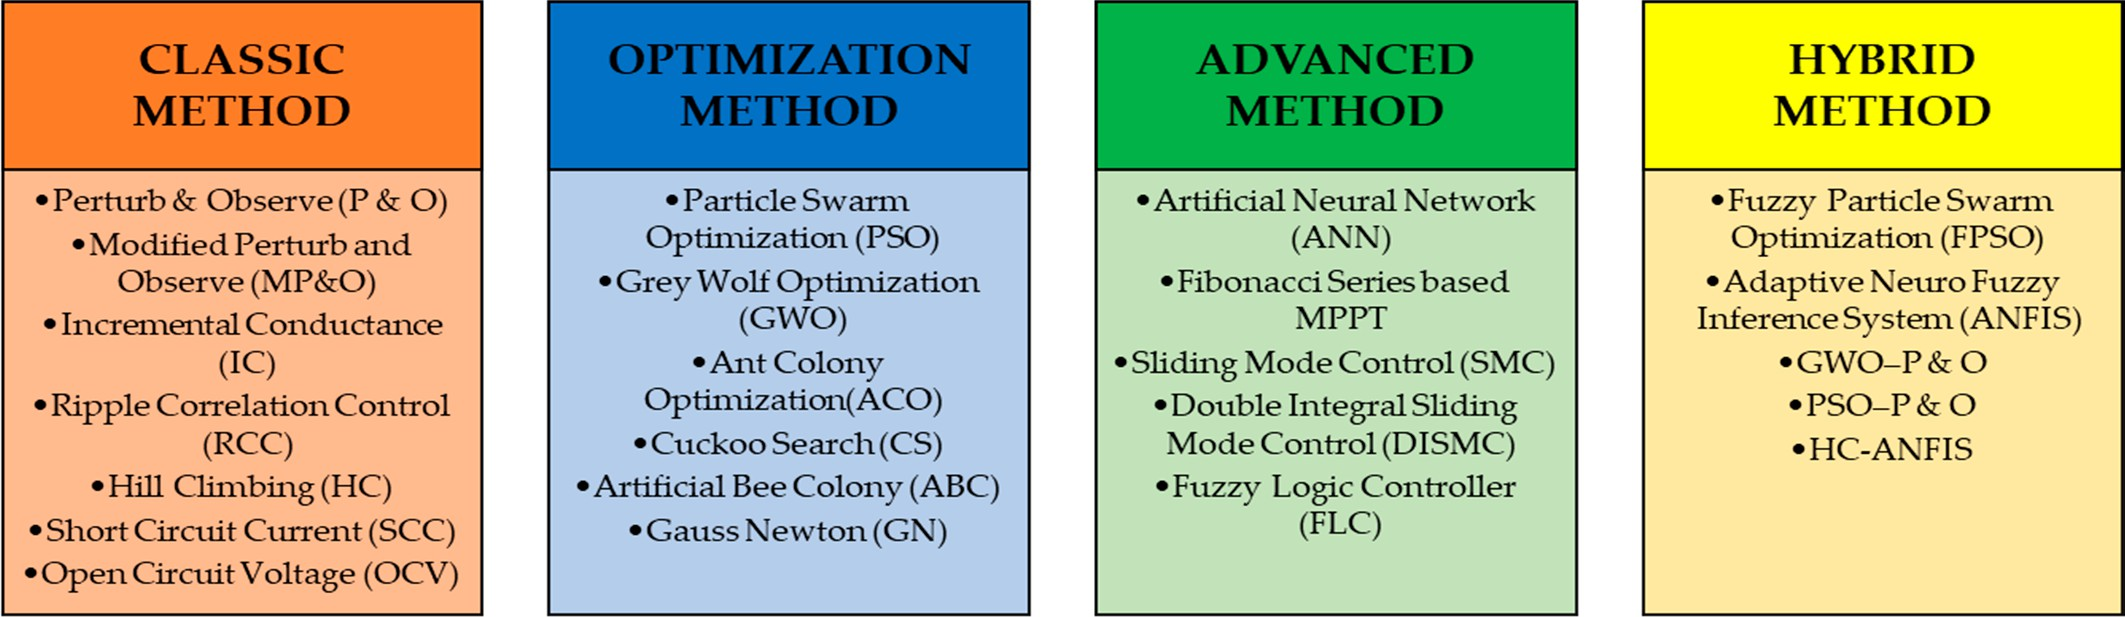 CLASSIC
METHOD
•Perturb & Observe (P & O)
•Modified Perturb and
Observe (MP&O)
•Incremental Conductance
(IC)
•Ripple Correlation Control
(RCC)
•Hill Climbing (HC)
•Short Circuit Current (SCC)
•Open Circuit Voltage (OCV)
OPTIMIZATION
METHOD
•Particle Swarm
Optimization (PSO)
•Grey Wolf Optimization
(GWO)
•Ant Colony
Optimization(ACO)
•Cuckoo Search (CS)
•Artificial Bee Colony (ABC)
•Gauss Newton (GN)
ADVANCED
METHOD
•Artificial Neural Network
(ANN)
•Fibonacci Series based
MPPT
•Sliding Mode Control (SMC)
•Double Integral Sliding
Mode Control (DISMC)
•Fuzzy Logic Controller
(FLC)
HYBRID
METHOD
•Fuzzy Particle Swarm
Optimization (FPSO)
•Adaptive Neuro Fuzzy
Inference System (ANFIS)
•GWO–P & O
•PSO–P & O
•HC-ANFIS